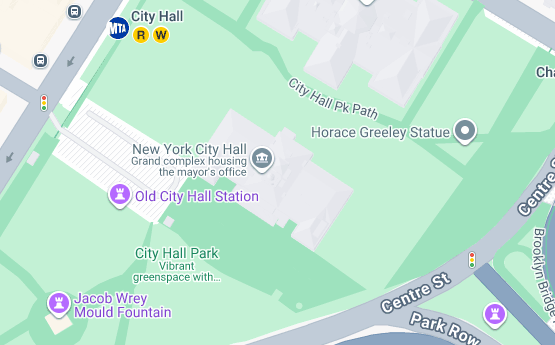 City Hall
MTA
R W
City Hall Pk Path
Horace Greeley Statue
New York City Hall
Grand complex housing
the mayor's office
Old City Hall Station
Centre S
City Hall Park
Vibrant
greenspace with...
Brooklyn Bridge
Jacob Wrey
Mould Fountain
Centre St
Park Row